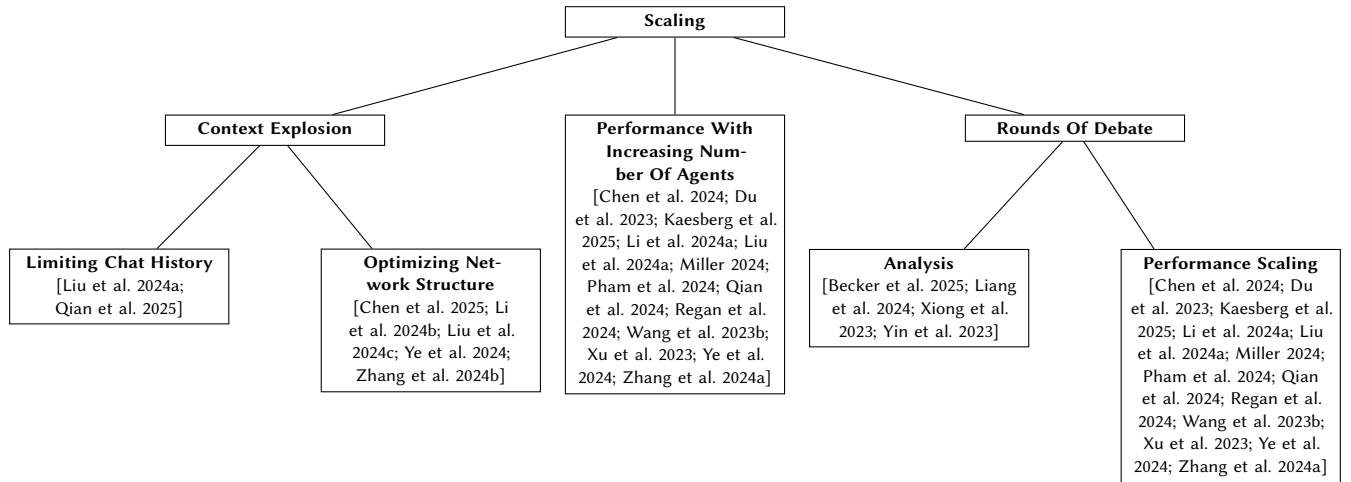 Scaling
Context Explosion
Performance With
Increasing Num-
ber Of Agents
[Chen et al. 2024; Du
et al. 2023; Kaesberg et al.
2025; Li et al. 2024a; Liu
et al. 2024a; Miller 2024;
Pham et al. 2024; Qian
et al. 2024; Regan et al.
2024; Wang et al. 2023b;
Xu et al. 2023; Ye et al.
2024; Zhang et al. 2024a]
Rounds Of Debate
Limiting Chat History
[Liu et al. 2024a;
Qian et al. 2025]
Optimizing Net-
work Structure
[Chen et al. 2025; Li
et al. 2024b; Liu et al.
2024c; Ye et al. 2024;
Zhang et al. 2024b]
Analysis
[Becker et al. 2025; Liang
et al. 2024; Xiong et al.
2023; Yin et al. 2023]
Performance Scaling
[Chen et al. 2024; Du
et al. 2023; Kaesberg et al.
2025; Li et al. 2024a; Liu
et al. 2024a; Miller 2024;
Pham et al. 2024; Qian
et al. 2024; Regan et al.
2024; Wang et al. 2023b;
Xu et al. 2023; Ye et al.
2024; Zhang et al. 2024a]